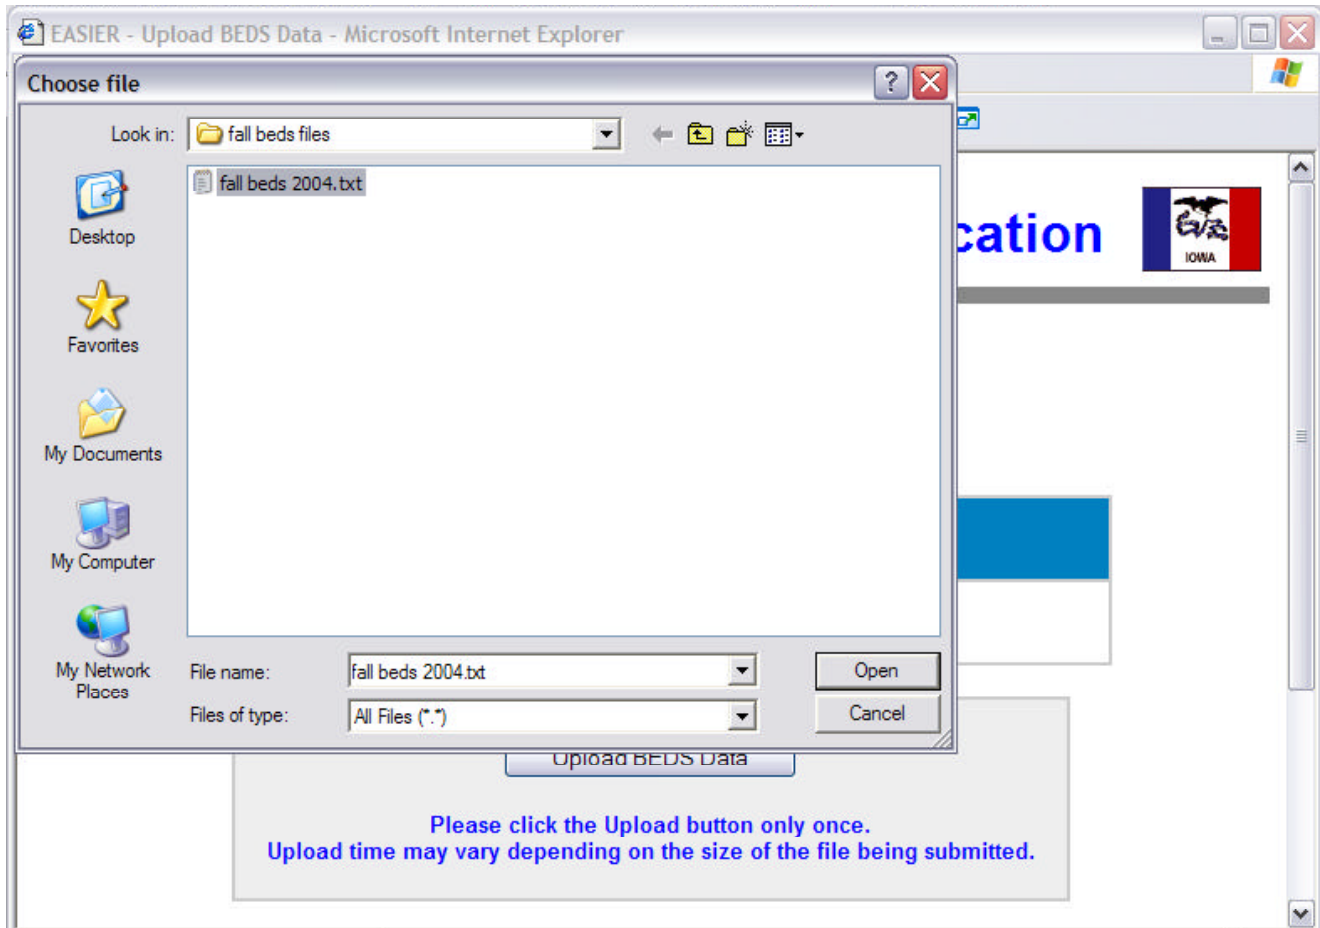 EASIER - Upload BEDS Data - Microsoft Internet Explorer
Choose file
Look in:
fall beds files
fall beds 2004.txt
Desktop
Favorites
My Documents
My Computer
My Network
Places
File name:
fall beds 2004.txt
Open
Files of type:
All Files (*.*)
Cancel
cation
IOWA
Upload BEDS Data
Please click the Upload button only once.
Upload time may vary depending on the size of the file being submitted.